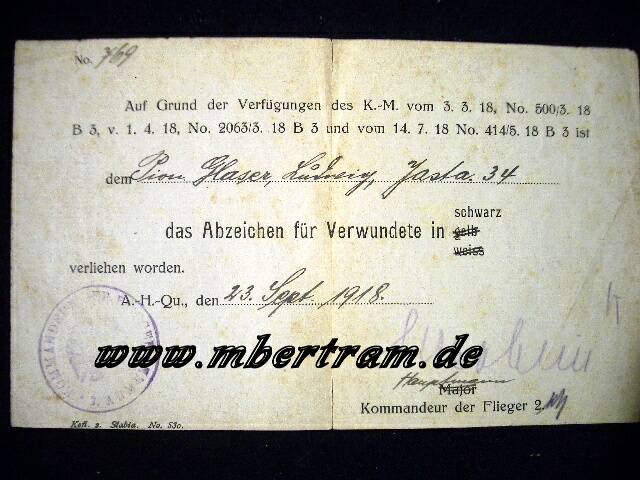 No. 769
Auf Grund der Verfügungen des K.-M. vom 3. 3. 18, No. 500/3. 18
B 3, v. 1. 4. 18, No. 2063/3. 18 B 3 und vom 14. 7. 18 No. 414/5. 18 B 3 ist
dem Pion. Glaser, Ludwig, Jasta. 34
schwarz
das Abzeichen für Verwundete in gelb
weiss
verliehen worden.
A.-H.-Qu., den 23. Sept. 1918.
www.mbertram.de
Hauptmann
Major
Kommandeur der Flieger 2.
No. 530.